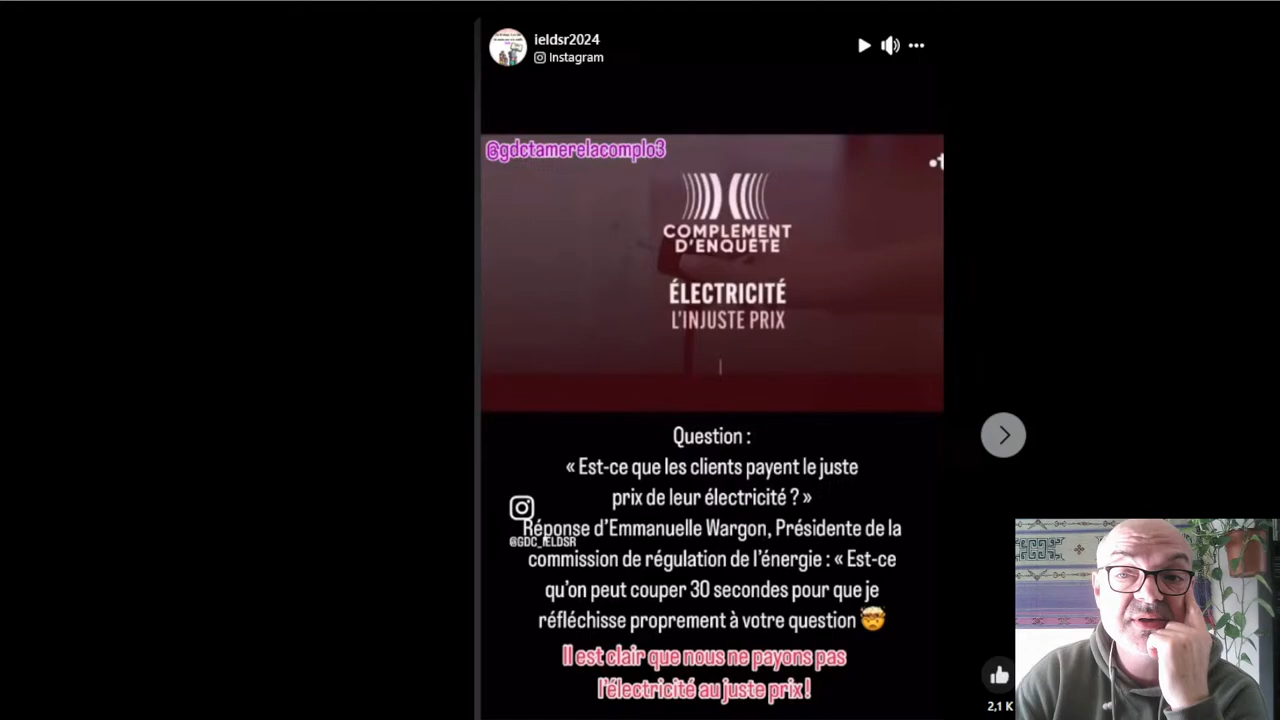 ieldsr2024
Instagram
@gdctamerelacomplo3
COMPLÉMENT
D'ENQUÊTE
ÉLECTRICITÉ
L'INJUSTE PRIX
Question :
« Est-ce que les clients payent le juste
prix de leur électricité ? »
Réponse d'Emmanuelle Wargon, Présidente de la
@GDC_IELDSR
commission de régulation de l'énergie : « Est-ce
qu'on peut couper 30 secondes pour que je
réfléchisse proprement à votre question 🤯
Il est clair que nous ne payons pas
l'électricité au juste prix !
2,1 K